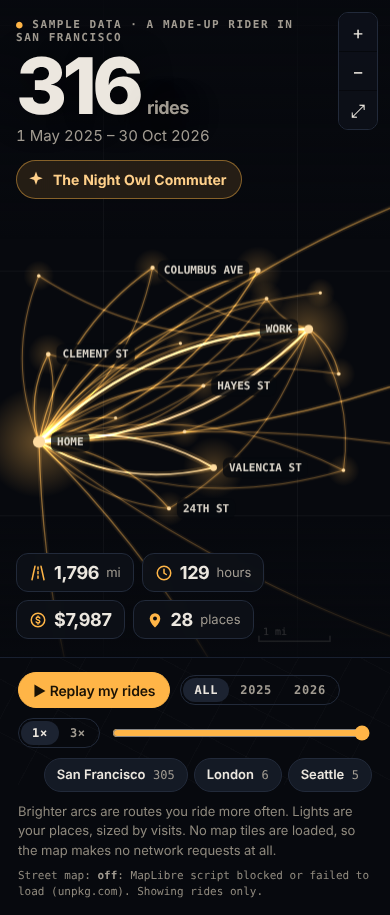 SAMPLE DATA · A MADE-UP RIDER IN
SAN FRANCISCO
316 rides
1 May 2025 – 30 Oct 2026
The Night Owl Commuter
+
−
COLUMBUS AVE
WORK
CLEMENT ST
HAYES ST
HOME
VALENCIA ST
24TH ST
1,796 mi
129 hours
$7,987
28 places
1 mi
▶ Replay my rides
ALL 2025 2026
1× 3×
San Francisco 305
London 6
Seattle 5
Brighter arcs are routes you ride more often. Lights are
your places, sized by visits. No map tiles are loaded, so
the map makes no network requests at all.
Street map: off: MapLibre script blocked or failed to
load (unpkg.com). Showing rides only.